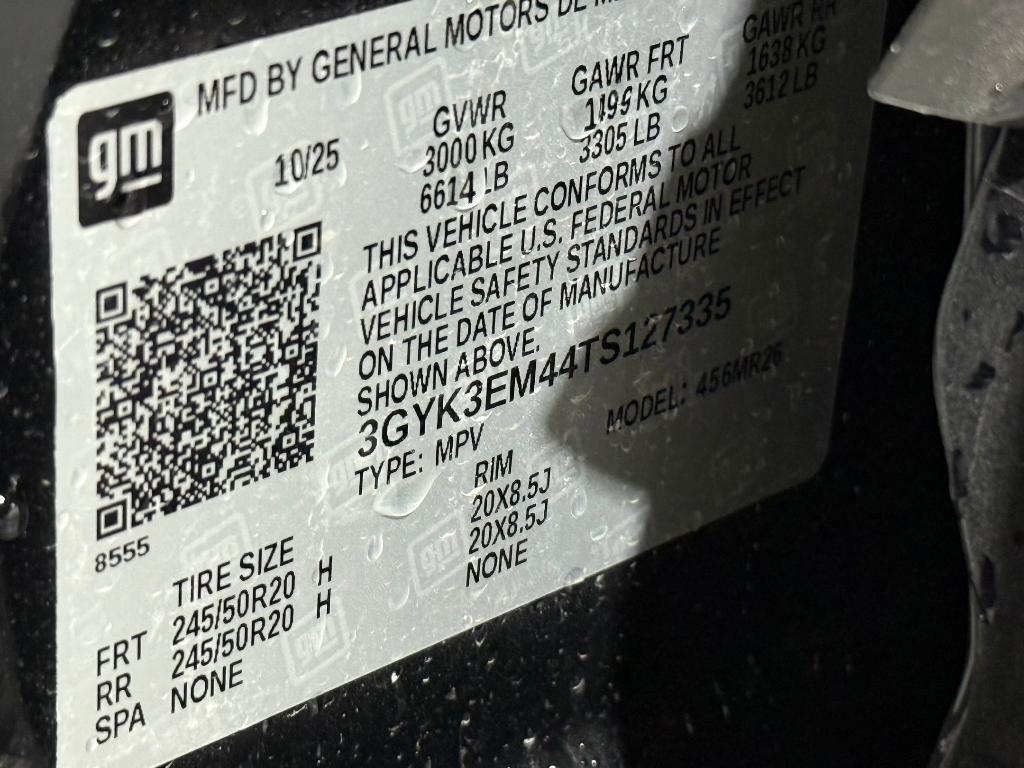 MFD BY GENERAL MOTORS DE
gm
10/25
GVWR
3000 KG
6614 LB
GAWR FRT
1499 KG
3305 LB
GAWR RR
1638 KG
3612 LB
THIS VEHICLE CONFORMS TO ALL
APPLICABLE U.S. FEDERAL MOTOR
VEHICLE SAFETY STANDARDS IN EFFECT
ON THE DATE OF MANUFACTURE
SHOWN ABOVE.
3GYK3EM44TS127335
TYPE: MPV MODEL: 456MR26
8555
TIRE SIZE RIM
FRT 245/50R20 H 20X8.5J
RR 245/50R20 H 20X8.5J
SPA NONE NONE